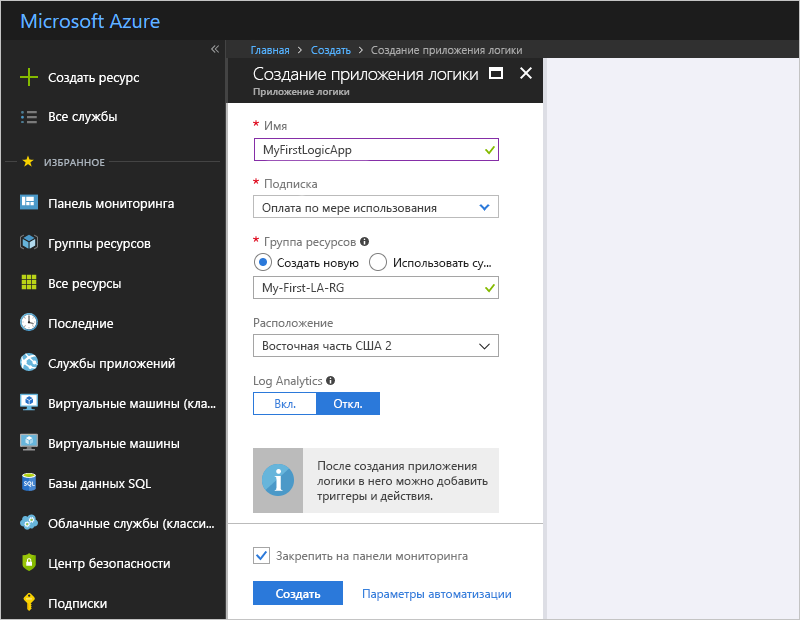 Microsoft Azure
Создать ресурс
Все службы
ИЗБРАННОЕ
Панель мониторинга
Группы ресурсов
Все ресурсы
Последние
Службы приложений
Виртуальные машины (кла...
Виртуальные машины
SQL
Базы данных SQL
Облачные службы (класси...
Центр безопасности
Подписки
Главная > Создать > Создание приложения логики
Создание приложения логики
Приложение логики
* Имя
MyFirstLogicApp
* Подписка
Оплата по мере использования
* Группа ресурсов
Создать новую Использовать су...
My-First-LA-RG
Расположение
Восточная часть США 2
Log Analytics
Вкл. Откл.
После создания приложения
логики в него можно добавить
триггеры и действия.
Закрепить на панели мониторинга
Создать Параметры автоматизации